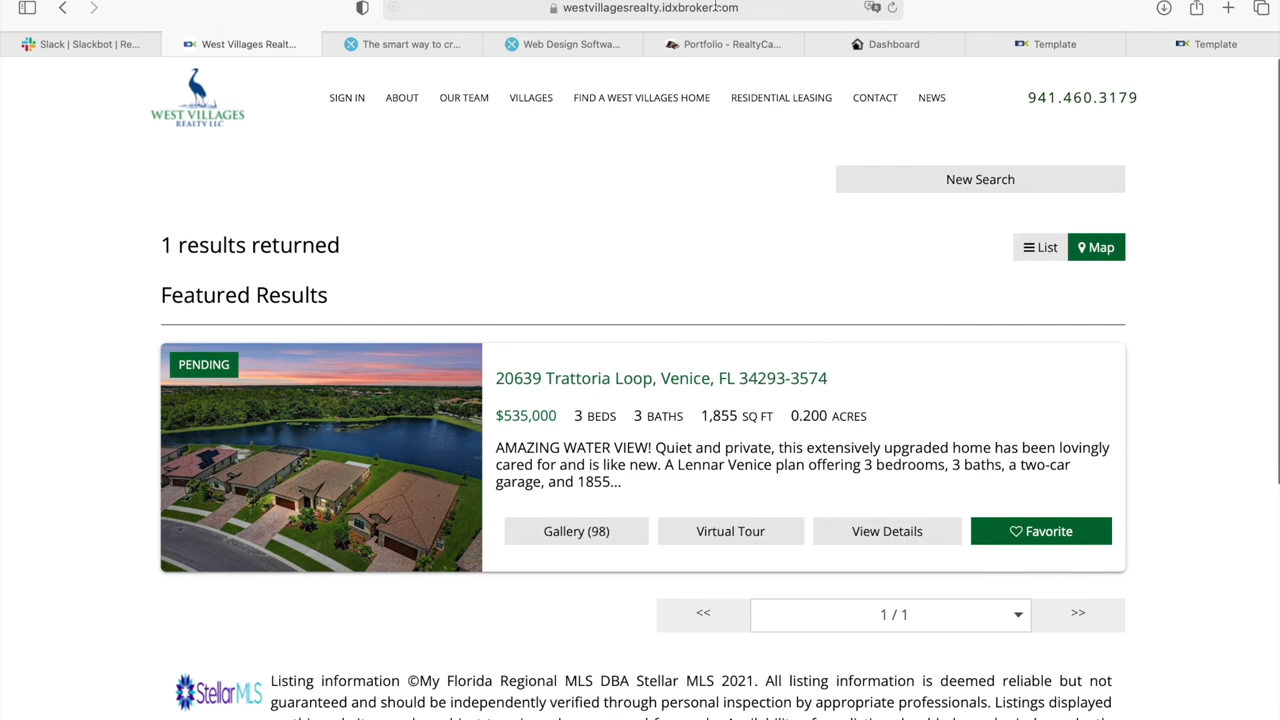 westvillagesrealty.idxbroker.com
Slack | Slackbot | Re...
West Villages Realt...
The smart way to cr...
Web Design Softwa...
Portfolio - RealtyCa...
Dashboard
Template
Template
WEST VILLAGES
REALTY LLC
SIGN IN
ABOUT
OUR TEAM
VILLAGES
FIND A WEST VILLAGES HOME
RESIDENTIAL LEASING
CONTACT
NEWS
941.460.3179
New Search
1 results returned
List
Map
Featured Results
PENDING
20639 Trattoria Loop, Venice, FL 34293-3574
$535,000 3 BEDS 3 BATHS 1,855 SQ FT 0.200 ACRES
AMAZING WATER VIEW! Quiet and private, this extensively upgraded home has been lovingly
cared for and is like new. A Lennar Venice plan offering 3 bedrooms, 3 baths, a two-car
garage, and 1855...
Gallery (98)
Virtual Tour
View Details
Favorite
<<
1 / 1
>>
StellarMLS
Listing information ©My Florida Regional MLS DBA Stellar MLS 2021. All listing information is deemed reliable but not
guaranteed and should be independently verified through personal inspection by appropriate professionals. Listings displayed